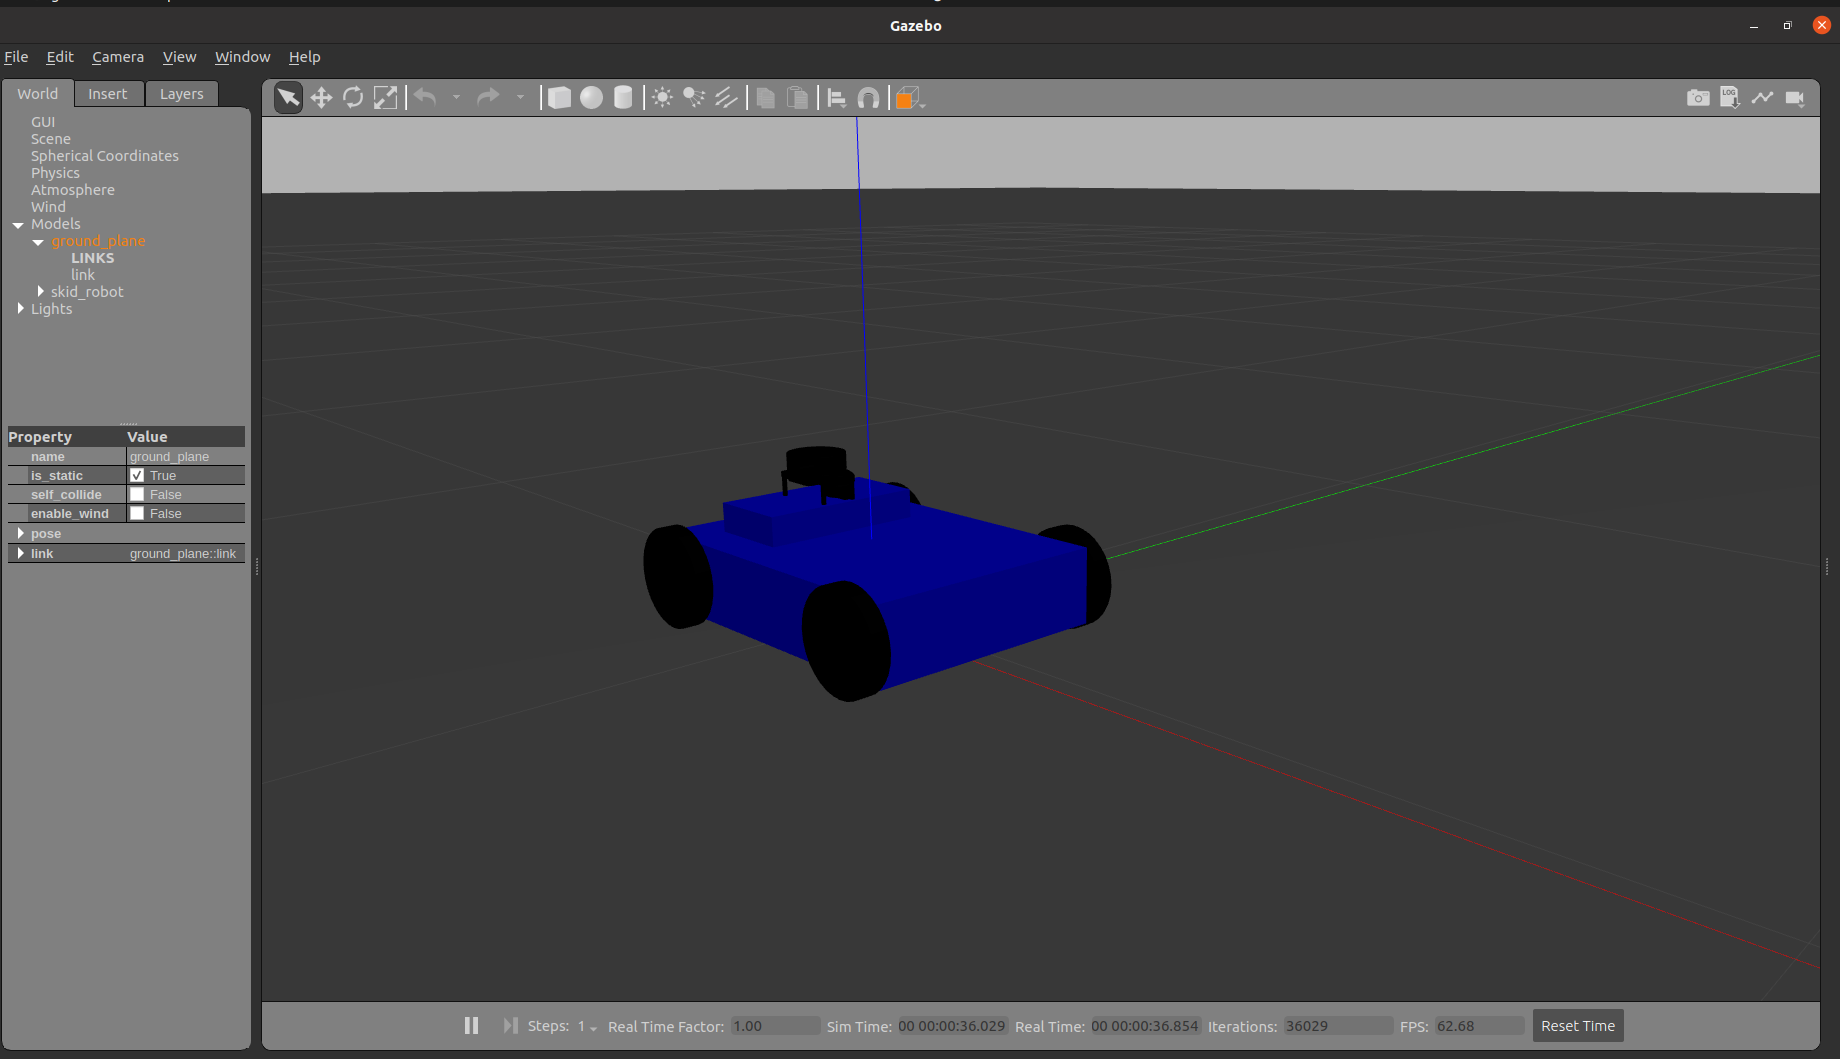 Gazebo
File Edit Camera View Window Help
World Insert Layers
LOG
GUI
Scene
Spherical Coordinates
Physics
Atmosphere
Wind
Models
ground_plane
LINKS
link
skid_robot
Lights
Property Value
name ground_plane
is_static True
self_collide False
enable_wind False
pose
link ground_plane::link
Steps: 1 Real Time Factor: 1.00 Sim Time: 00 00:00:36.029 Real Time: 00 00:00:36.854 Iterations: 36029 FPS: 62.68 Reset Time